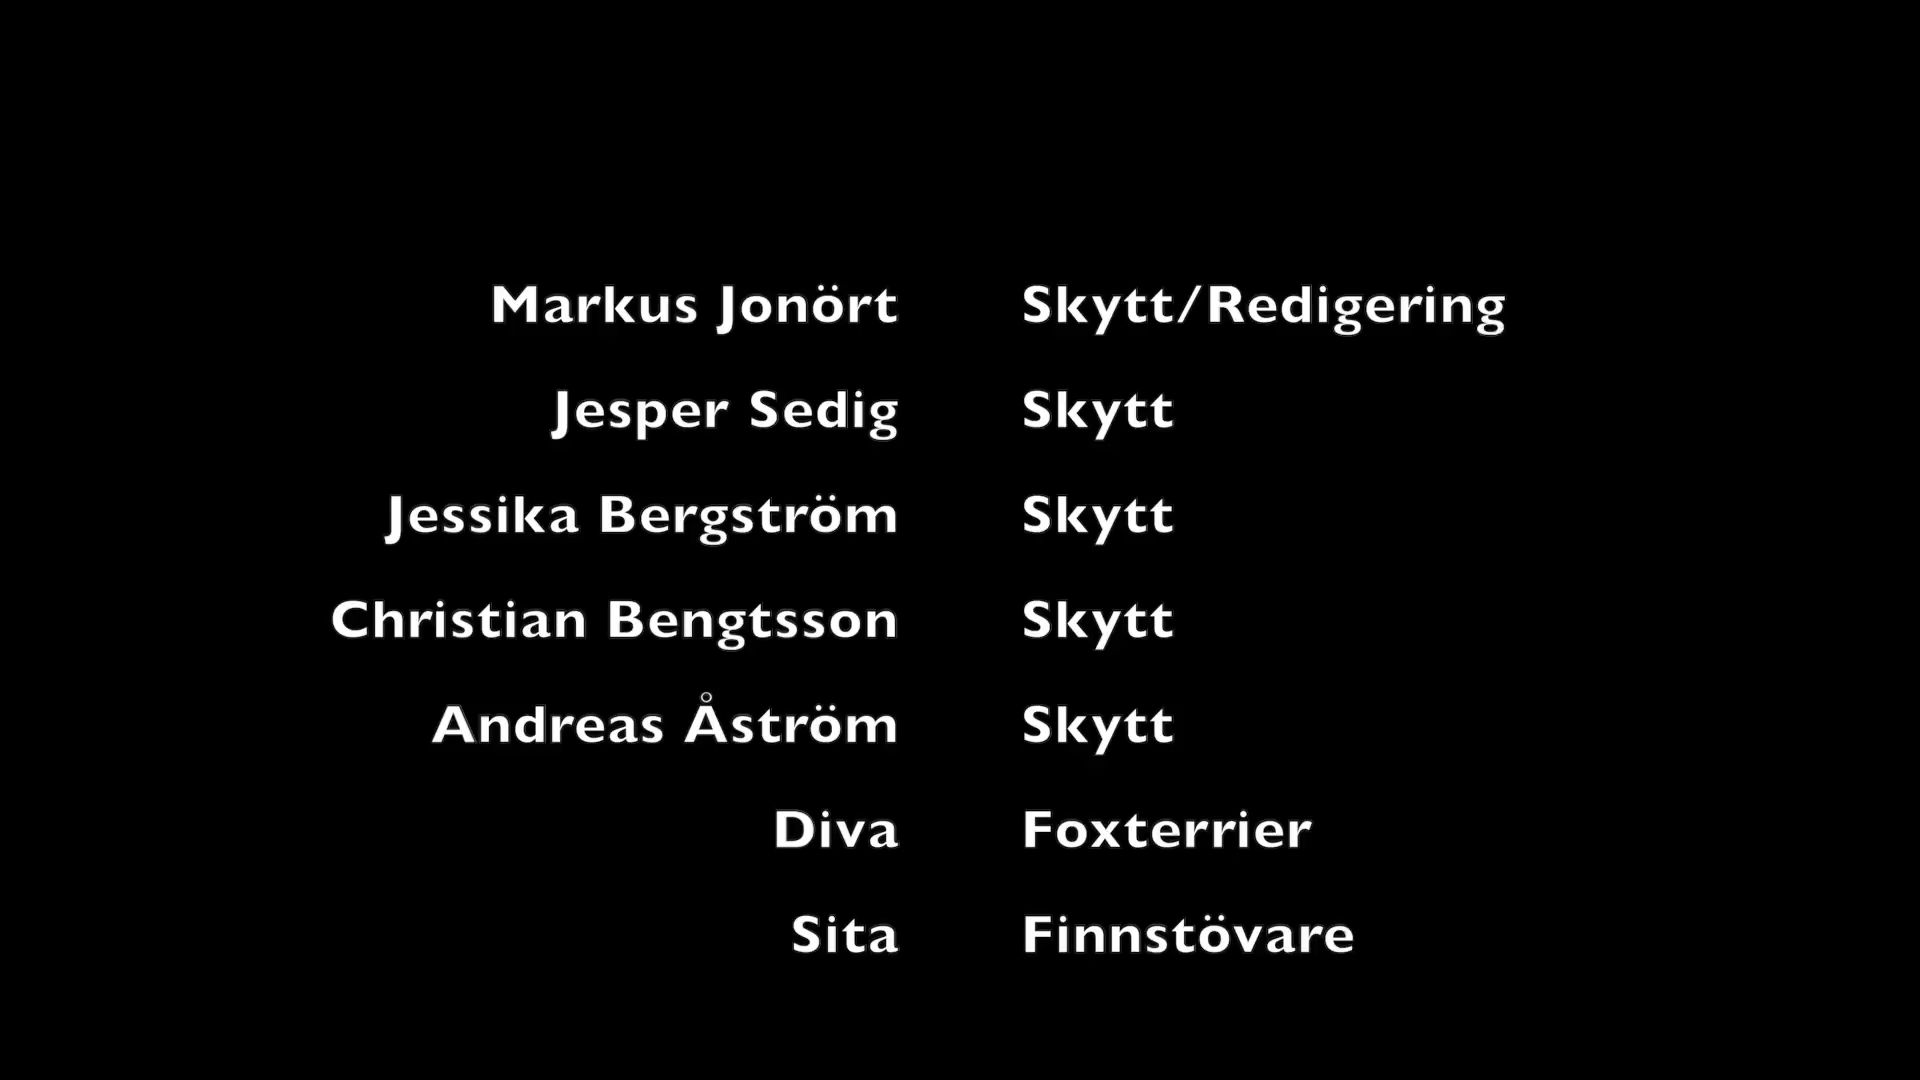 Markus Jonört Skytt/Redigering
Jesper Sedig Skytt
Jessika Bergström Skytt
Christian Bengtsson Skytt
Andreas Åström Skytt
Diva Foxterrier
Sita Finnstövare